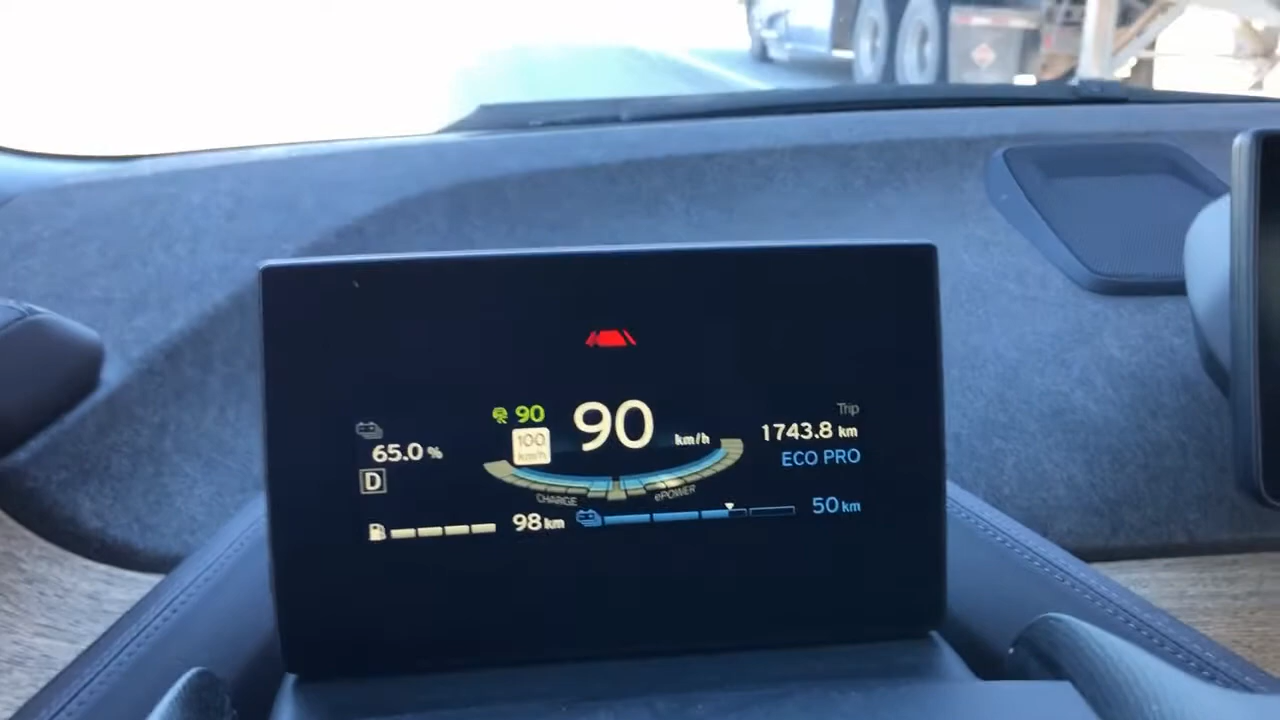 90
90 km/h
100
km/h
Trip
1743.8 km
65.0 %
ECO PRO
D
CHARGE
ePOWER
98 km
50 km